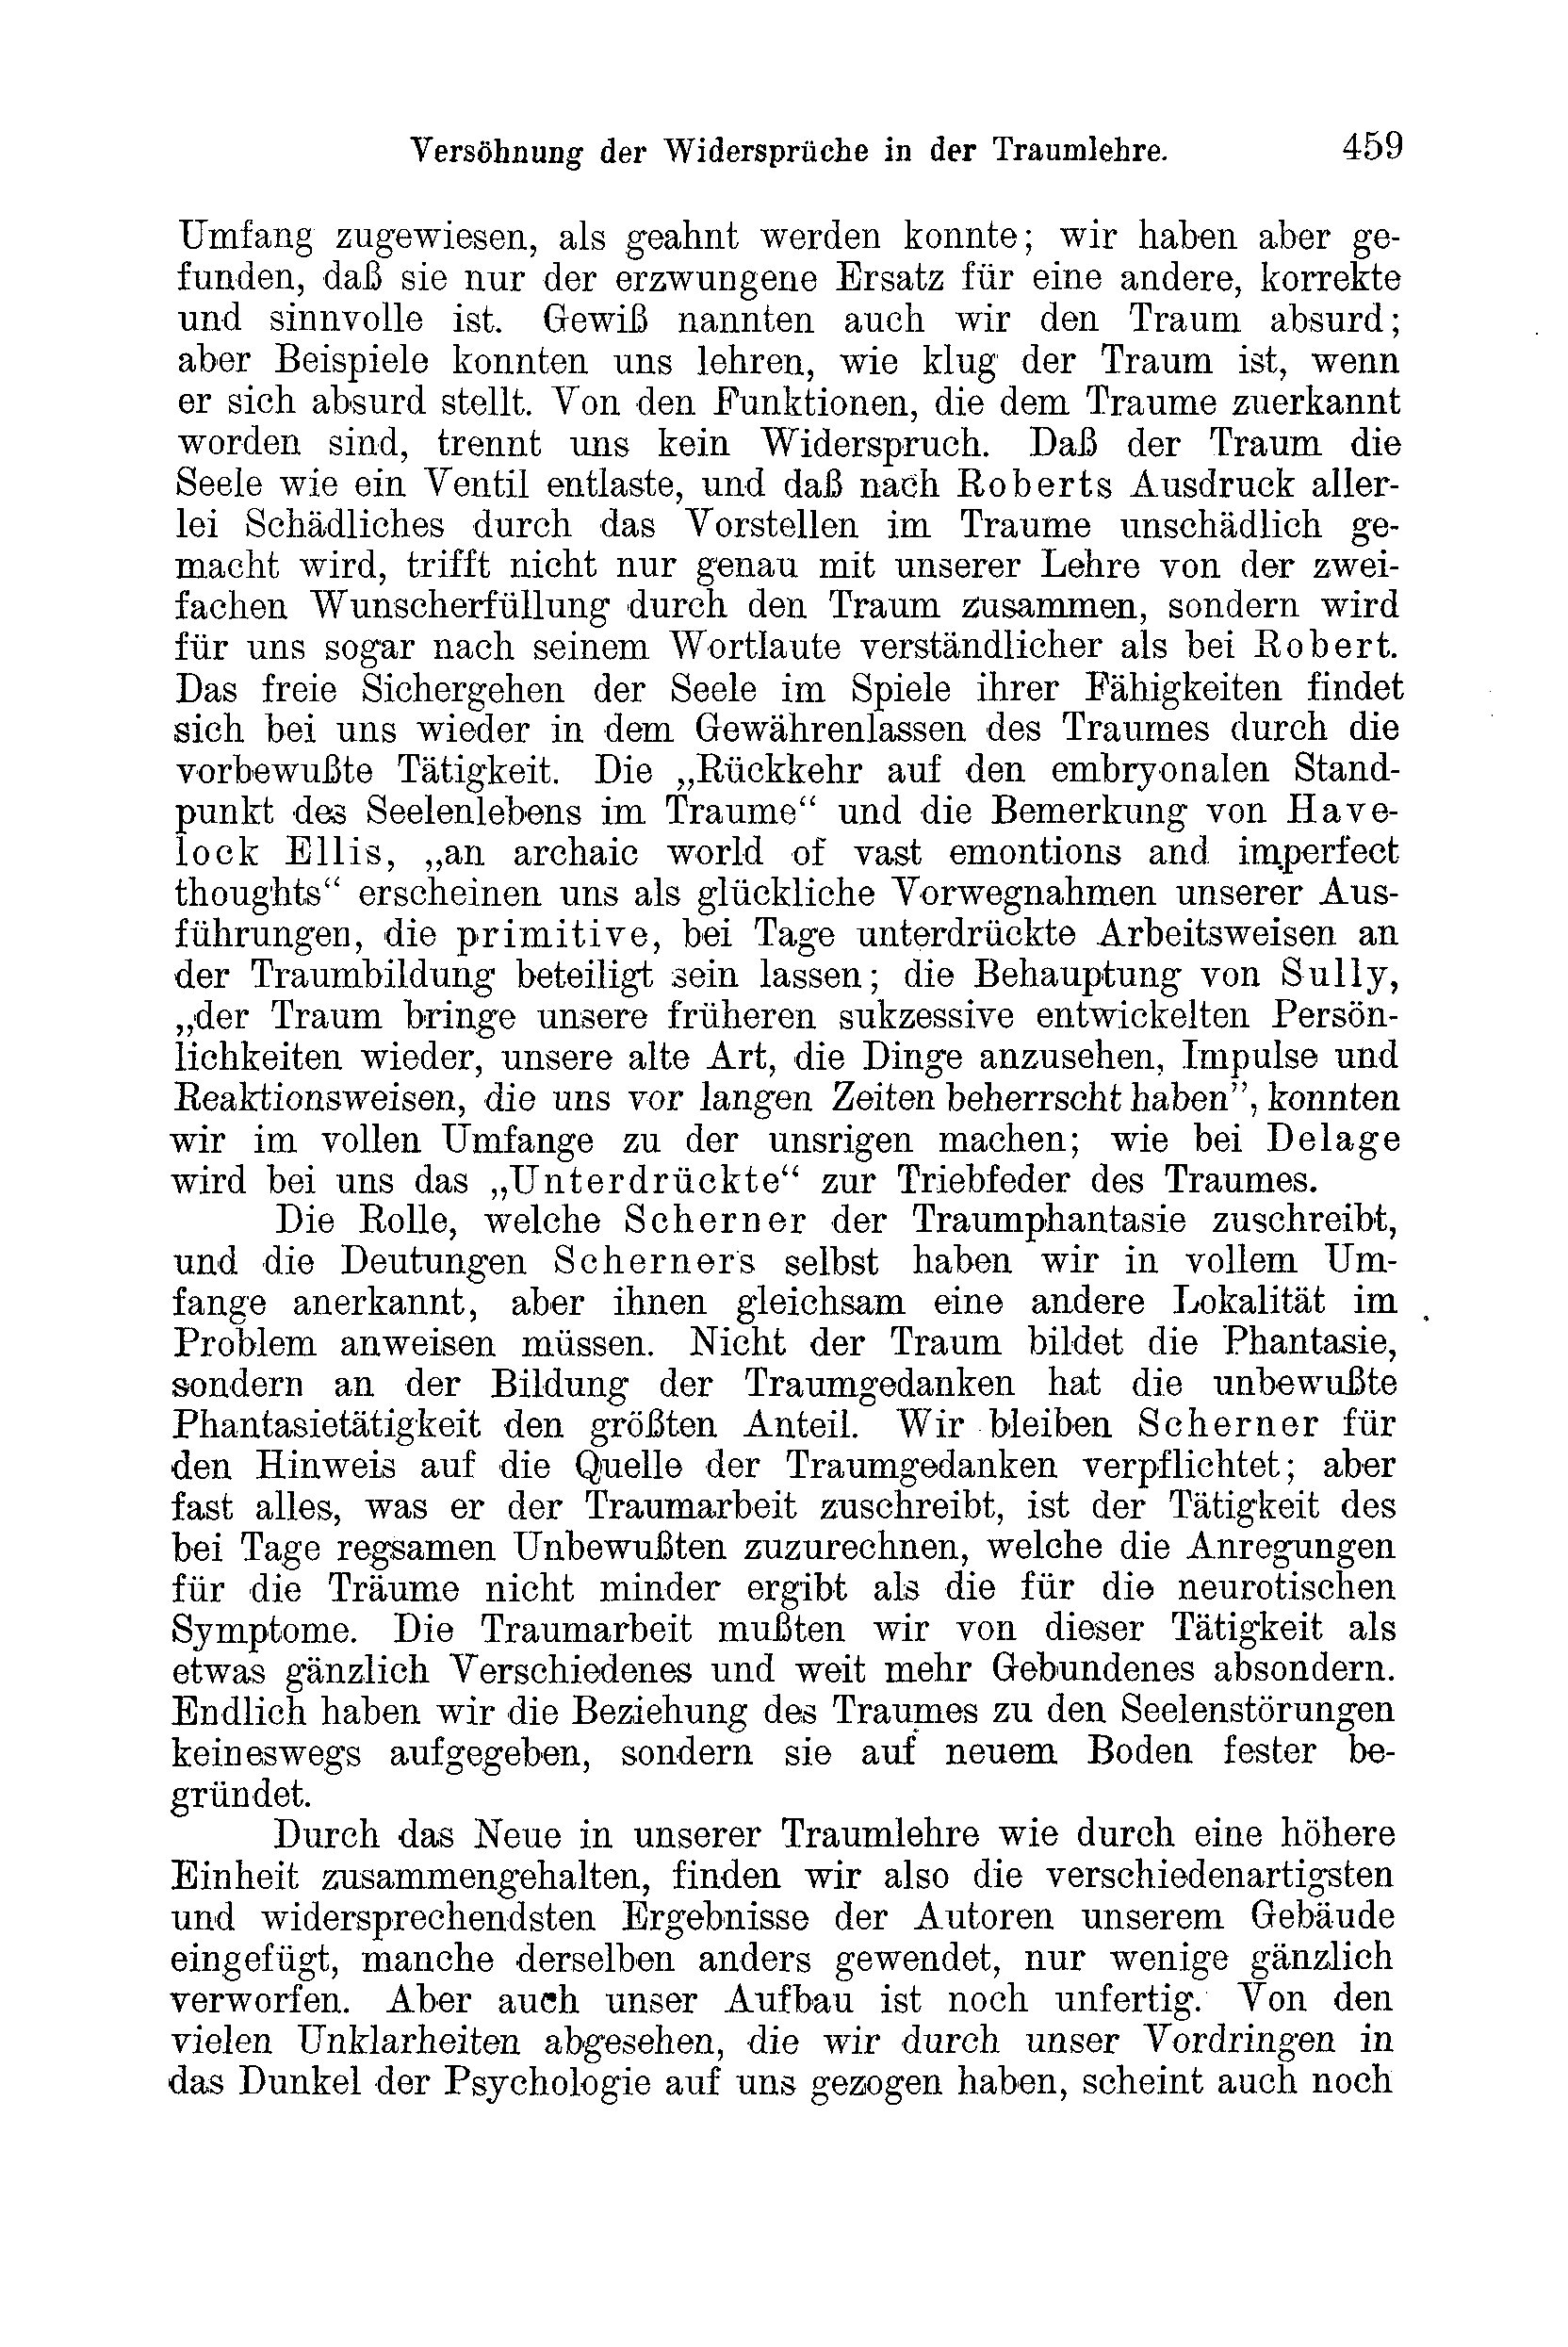 Versöhnung der Widersprüche in der Traumlehre. 459
Umfang zugewiesen, als geahnt werden konnte; wir haben aber ge-
funden, daß sie nur der erzwungene Ersatz für eine andere, korrekte
und sinnvolle ist. Gewiß nannten auch wir den Traum absurd;
aber Beispiele konnten uns lehren, wie klug der Traum ist, wenn
er sich absurd stellt. Von den Funktionen, die dem Traume zuerkannt
worden sind, trennt uns kein Widerspruch. Daß der Traum die
Seele wie ein Ventil entlaste, und daß nach Roberts Ausdruck aller-
lei Schädliches durch das Vorstellen im Traume unschädlich ge-
macht wird, trifft nicht nur genau mit unserer Lehre von der zwei-
fachen Wunscherfüllung durch den Traum zusammen, sondern wird
für uns sogar nach seinem Wortlaute verständlicher als bei Robert.
Das freie Sichergehen der Seele im Spiele ihrer Fähigkeiten findet
sich bei uns wieder in dem Gewährenlassen des Traumes durch die
vorbewußte Tätigkeit. Die „Rückkehr auf den embryonalen Stand-
punkt des Seelenlebens im Traume“ und die Bemerkung von Have-
lock Ellis, „an archaic world of vast emontions and imperfect
thoughts“ erscheinen uns als glückliche Vorwegnahmen unserer Aus-
führungen, die primitive, bei Tage unterdrückte Arbeitsweisen an
der Traumbildung beteiligt sein lassen; die Behauptung von Sully,
„der Traum bringe unsere früheren sukzessive entwickelten Persön-
lichkeiten wieder, unsere alte Art, die Dinge anzusehen, Impulse und
Reaktionsweisen, die uns vor langen Zeiten beherrscht haben”, konnten
wir im vollen Umfange zu der unsrigen machen; wie bei Delage
wird bei uns das „Unterdrückte“ zur Triebfeder des Traumes.
Die Rolle, welche Scherner der Traumphantasie zuschreibt,
und die Deutungen Scherners selbst haben wir in vollem Um-
fange anerkannt, aber ihnen gleichsam eine andere Lokalität im
Problem anweisen müssen. Nicht der Traum bildet die Phantasie,
sondern an der Bildung der Traumgedanken hat die unbewußte
Phantasietätigkeit den größten Anteil. Wir bleiben Scherner für
den Hinweis auf die Quelle der Traumgedanken verpflichtet; aber
fast alles, was er der Traumarbeit zuschreibt, ist der Tätigkeit des
bei Tage regsamen Unbewußten zuzurechnen, welche die Anregungen
für die Träume nicht minder ergibt als die für die neurotischen
Symptome. Die Traumarbeit mußten wir von dieser Tätigkeit als
etwas gänzlich Verschiedenes und weit mehr Gebundenes absondern.
Endlich haben wir die Beziehung des Traumes zu den Seelenstörungen
keineswegs aufgegeben, sondern sie auf neuem Boden fester be-
gründet.
Durch das Neue in unserer Traumlehre wie durch eine höhere
Einheit zusammengehalten, finden wir also die verschiedenartigsten
und widersprechendsten Ergebnisse der Autoren unserem Gebäude
eingefügt, manche derselben anders gewendet, nur wenige gänzlich
verworfen. Aber auch unser Aufbau ist noch unfertig. Von den
vielen Unklarheiten abgesehen, die wir durch unser Vordringen in
das Dunkel der Psychologie auf uns gezogen haben, scheint auch noch